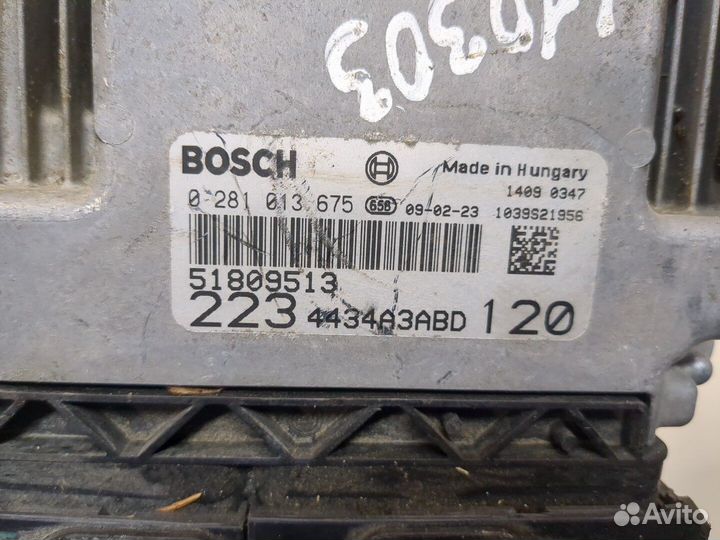 BOSCH Made in Hungary
1409 0347
0 281 013 675 658 09-02-23 1039S21956
51809513
223 4434A3ABD 120
Avito